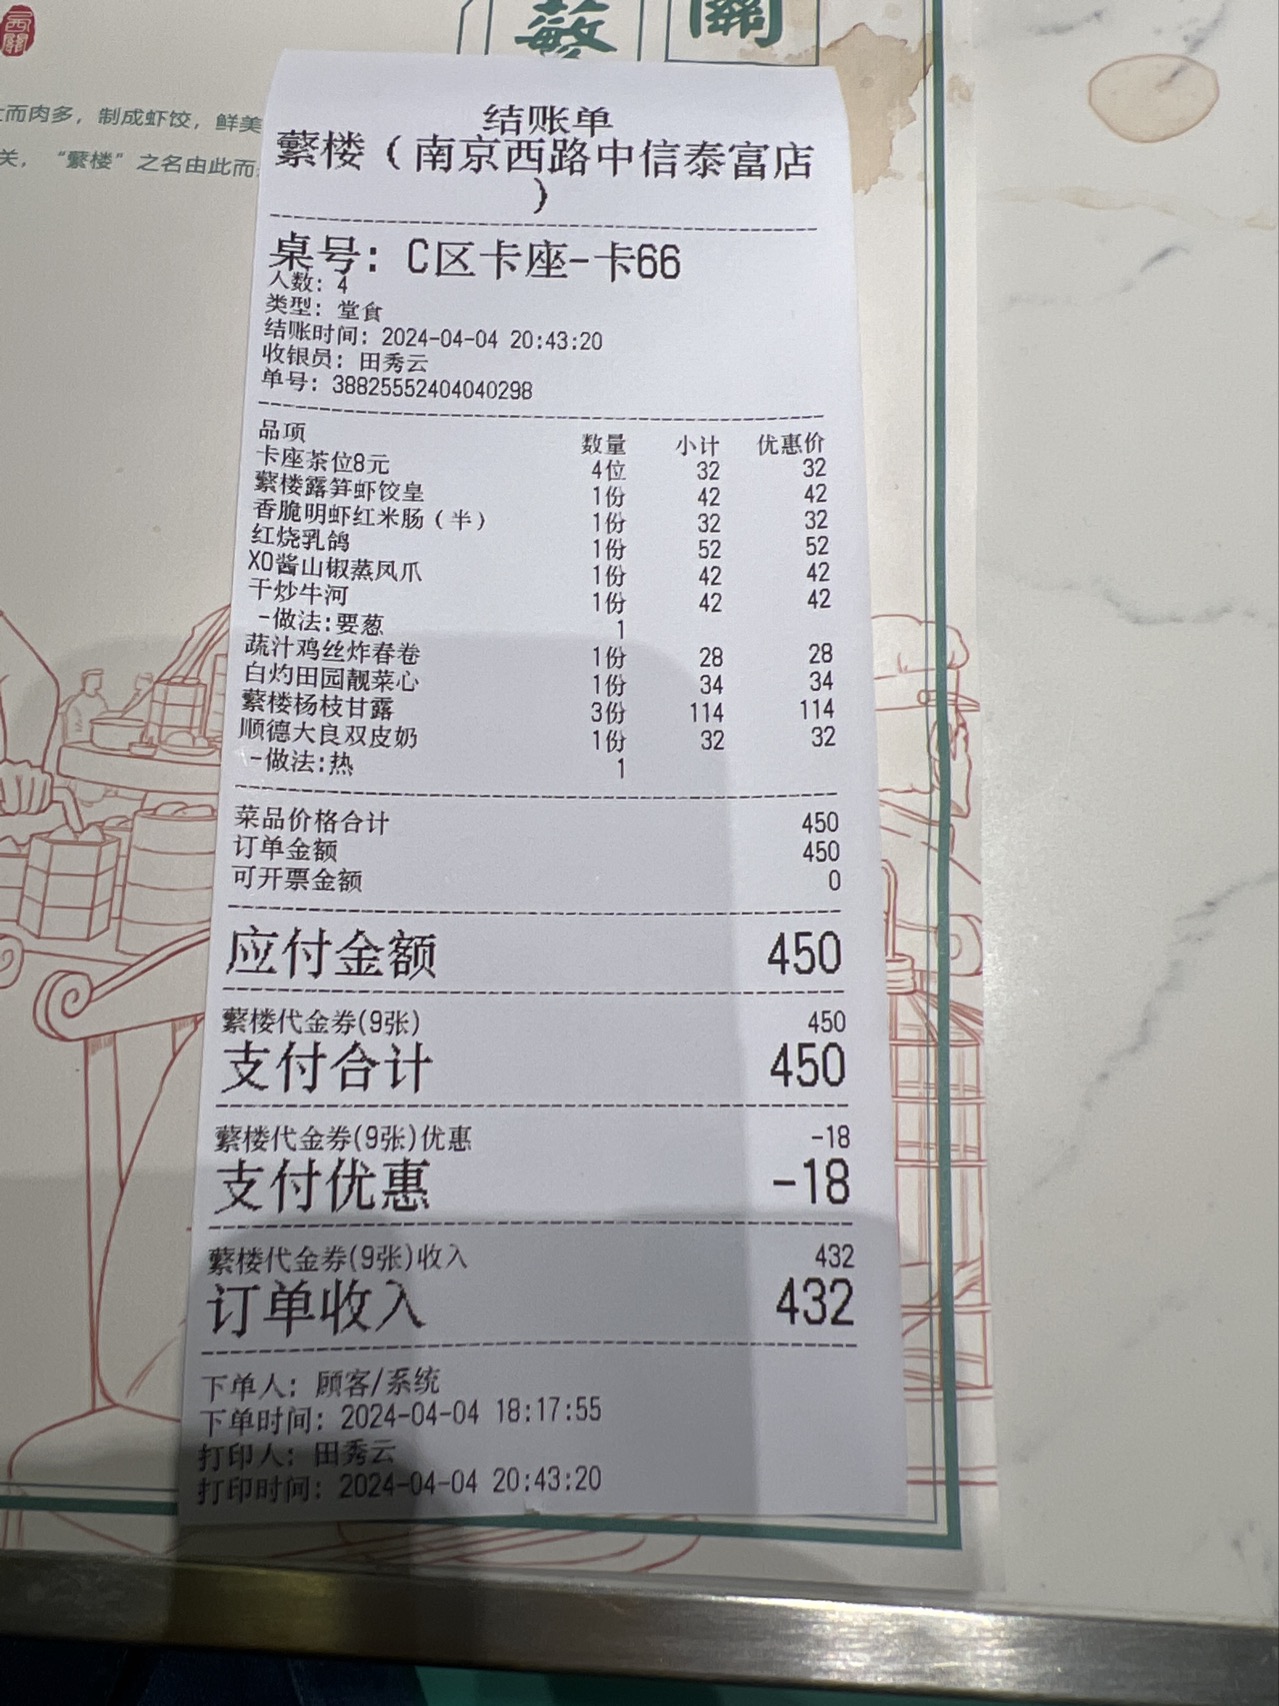 西關
蘩
關
而肉多，制成虾饺，鲜美
关，“蘩楼”之名由此而
结账单
蘩楼（南京西路中信泰富店
）
桌号：C区卡座-卡66
人数：4
类型：堂食
结账时间：2024-04-04 20:43:20
收银员：田秀云
单号：38825552404040298
品项 数量 小计 优惠价
卡座茶位8元 4位 32 32
蘩楼露笋虾饺皇 1份 42 42
香脆明虾红米肠（半） 1份 32 32
红烧乳鸽 1份 52 52
XO酱山椒蒸凤爪 1份 42 42
干炒牛河 1份 42 42
-做法:要葱 1
蔬汁鸡丝炸春卷 1份 28 28
白灼田园靓菜心 1份 34 34
蘩楼杨枝甘露 3份 114 114
顺德大良双皮奶 1份 32 32
-做法:热 1
菜品价格合计 450
订单金额 450
可开票金额 0
应付金额 450
蘩楼代金券(9张) 450
支付合计 450
蘩楼代金券(9张)优惠 -18
支付优惠 -18
蘩楼代金券(9张)收入 432
订单收入 432
下单人：顾客/系统
下单时间：2024-04-04 18:17:55
打印人：田秀云
打印时间：2024-04-04 20:43:20